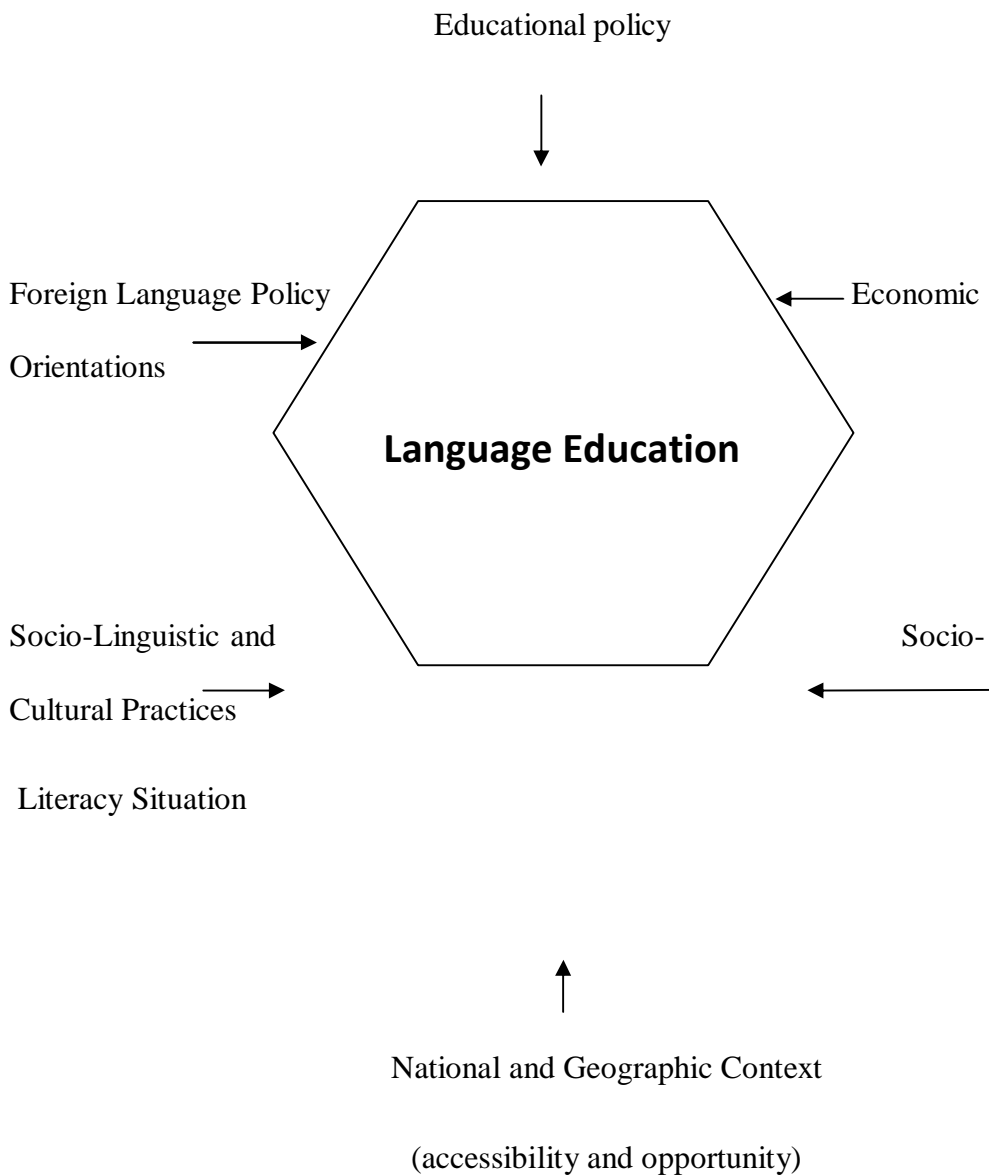 Educational policy
Foreign Language Policy
Economic
Orientations
Language Education
Socio-Linguistic and
Socio-
Cultural Practices
Literacy Situation
National and Geographic Context
(accessibility and opportunity)